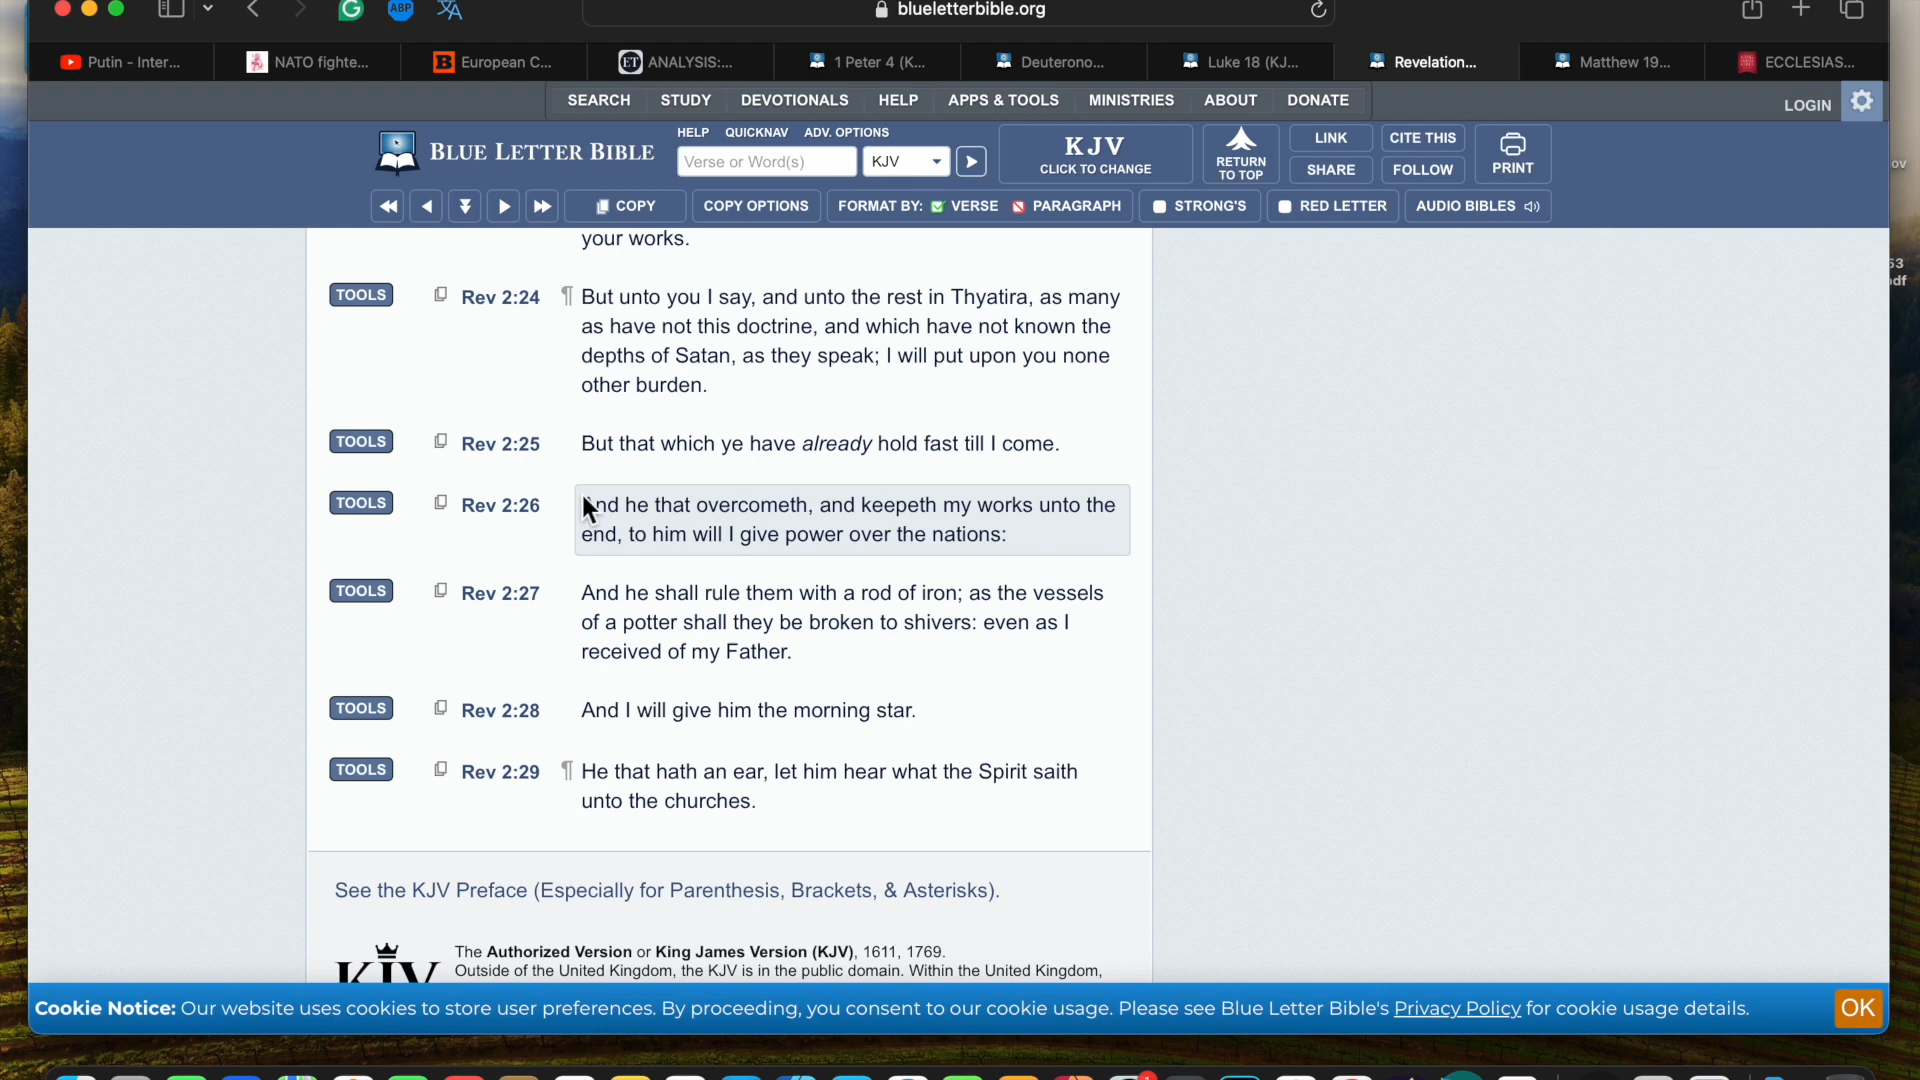 blueletterbible.org
Putin - Inter...
NATO fighte...
European C...
ANALYSIS:...
1 Peter 4 (K...
Deuterono...
Luke 18 (KJ...
Revelation...
Matthew 19...
ECCLESIAS...
SEARCH STUDY DEVOTIONALS HELP APPS & TOOLS MINISTRIES ABOUT DONATE
LOGIN
BLUE LETTER BIBLE
HELP QUICKNAV ADV. OPTIONS
Verse or Word(s)
KJV
KJV
CLICK TO CHANGE
RETURN
TO TOP
LINK
CITE THIS
SHARE
FOLLOW
PRINT
COPY
COPY OPTIONS
FORMAT BY: VERSE PARAGRAPH
STRONG'S
RED LETTER
AUDIO BIBLES
your works.
TOOLS Rev 2:24 ¶ But unto you I say, and unto the rest in Thyatira, as many
as have not this doctrine, and which have not known the
depths of Satan, as they speak; I will put upon you none
other burden.
TOOLS Rev 2:25 But that which ye have already hold fast till I come.
TOOLS Rev 2:26 And he that overcometh, and keepeth my works unto the
end, to him will I give power over the nations:
TOOLS Rev 2:27 And he shall rule them with a rod of iron; as the vessels
of a potter shall they be broken to shivers: even as I
received of my Father.
TOOLS Rev 2:28 And I will give him the morning star.
TOOLS Rev 2:29 ¶ He that hath an ear, let him hear what the Spirit saith
unto the churches.
See the KJV Preface (Especially for Parenthesis, Brackets, & Asterisks).
KJV
The Authorized Version or King James Version (KJV), 1611, 1769.
Outside of the United Kingdom, the KJV is in the public domain. Within the United Kingdom,
Cookie Notice: Our website uses cookies to store user preferences. By proceeding, you consent to our cookie usage. Please see Blue Letter Bible's Privacy Policy for cookie usage details.
OK
ABP
ET